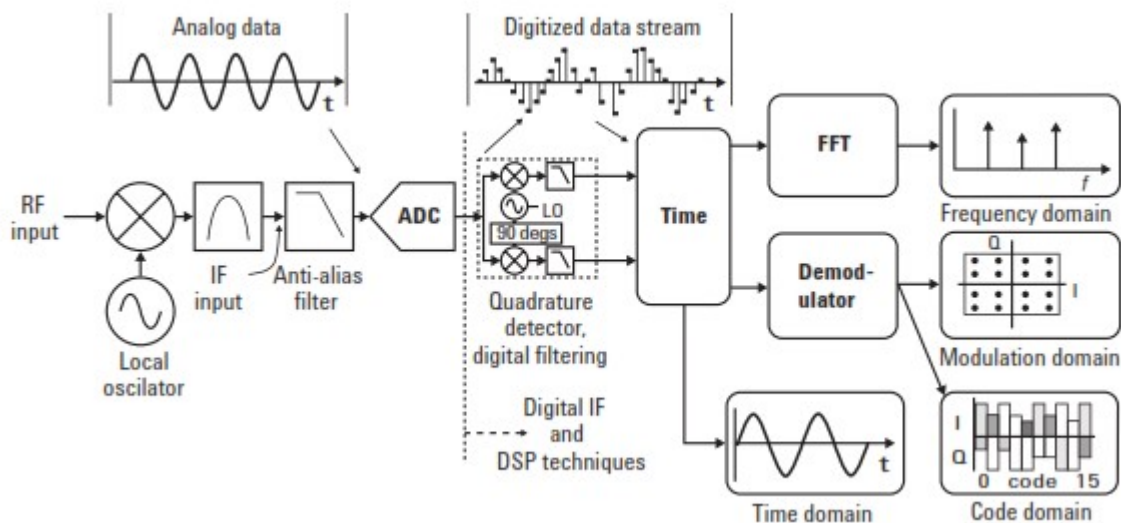 Analog data
t
Digitized data stream
t
RF
input
IF
input
Anti-alias
filter
Local
oscilator
ADC
LO
90 degs
Quadrature
detector,
digital filtering
Digital IF
and
DSP techniques
Time
FFT
f
Frequency domain
Demod-
ulator
Q
I
Modulation domain
t
Time domain
I
Q
0 code 15
Code domain